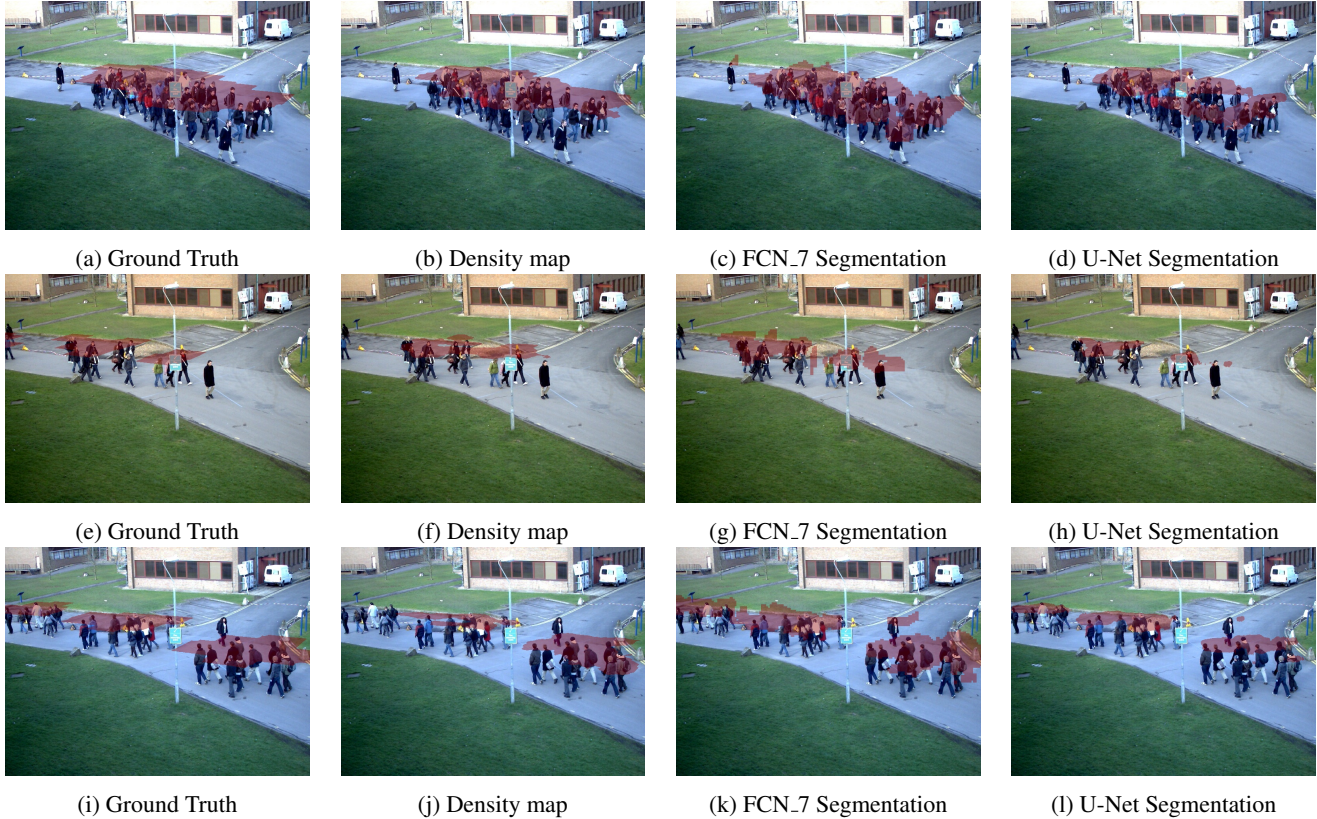 (a) Ground Truth (b) Density map (c) FCN_7 Segmentation (d) U-Net Segmentation
(e) Ground Truth (f) Density map (g) FCN_7 Segmentation (h) U-Net Segmentation
(i) Ground Truth (j) Density map (k) FCN_7 Segmentation (l) U-Net Segmentation